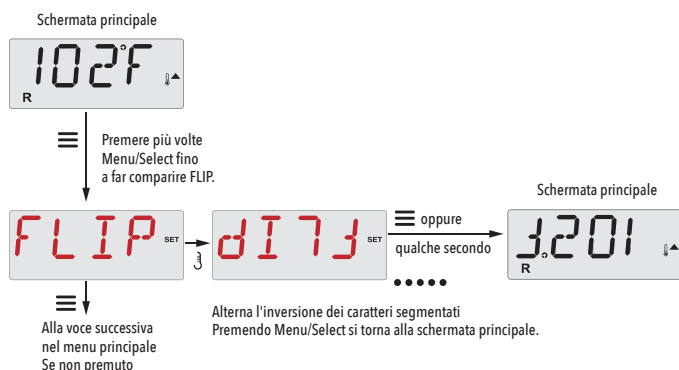 Schermata principale
102°F
R
Premere più volte
Menu/Select fino
a far comparire FLIP.
Schermata principale
FLIP SET
dI7J SET
oppure
qualche secondo
J.201
R
Alla voce successiva
nel menu principale
Se non premuto
Alterna l'inversione dei caratteri segmentati
Premendo Menu/Select si torna alla schermata principale.